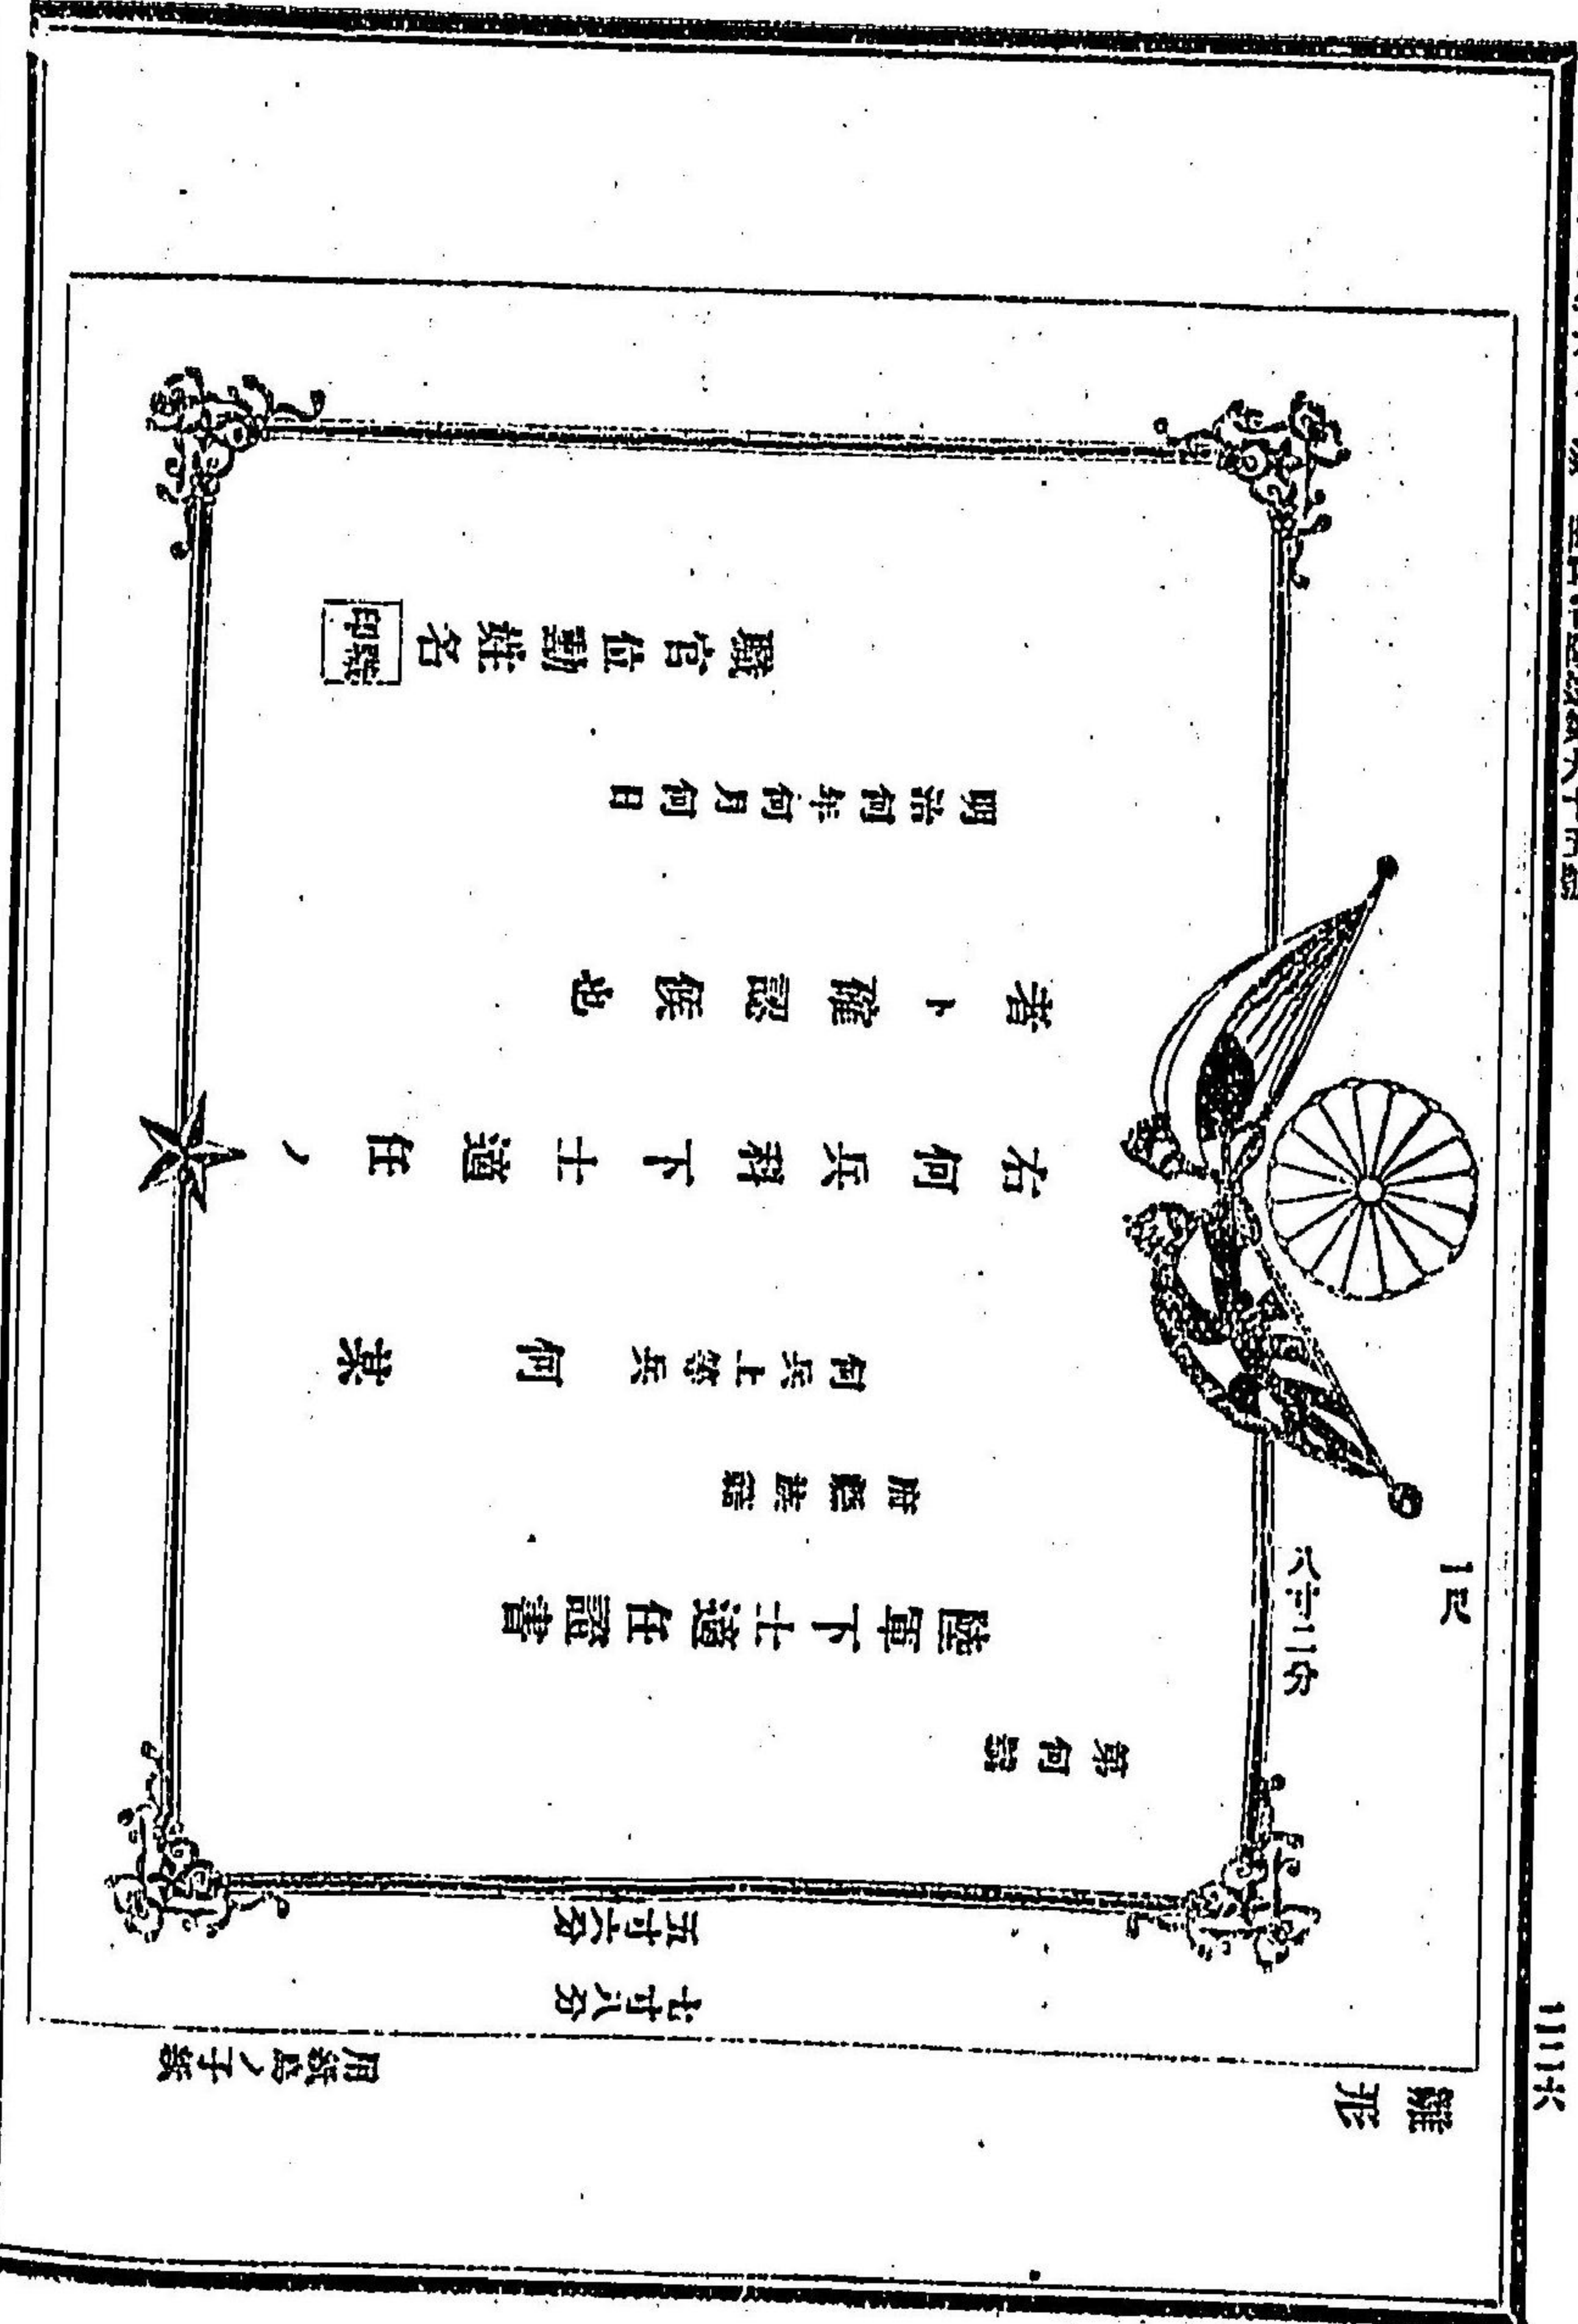 雛形
一尺
八寸二分
第何號
陸軍下士適任證書
府縣族籍
何兵上等兵 何 某
右何兵科下士適任ノ
者ト確認候也
明治何年何月何日
職官位勳姓名 印
五寸六分
七寸八分
用紙鳥ノ子紙